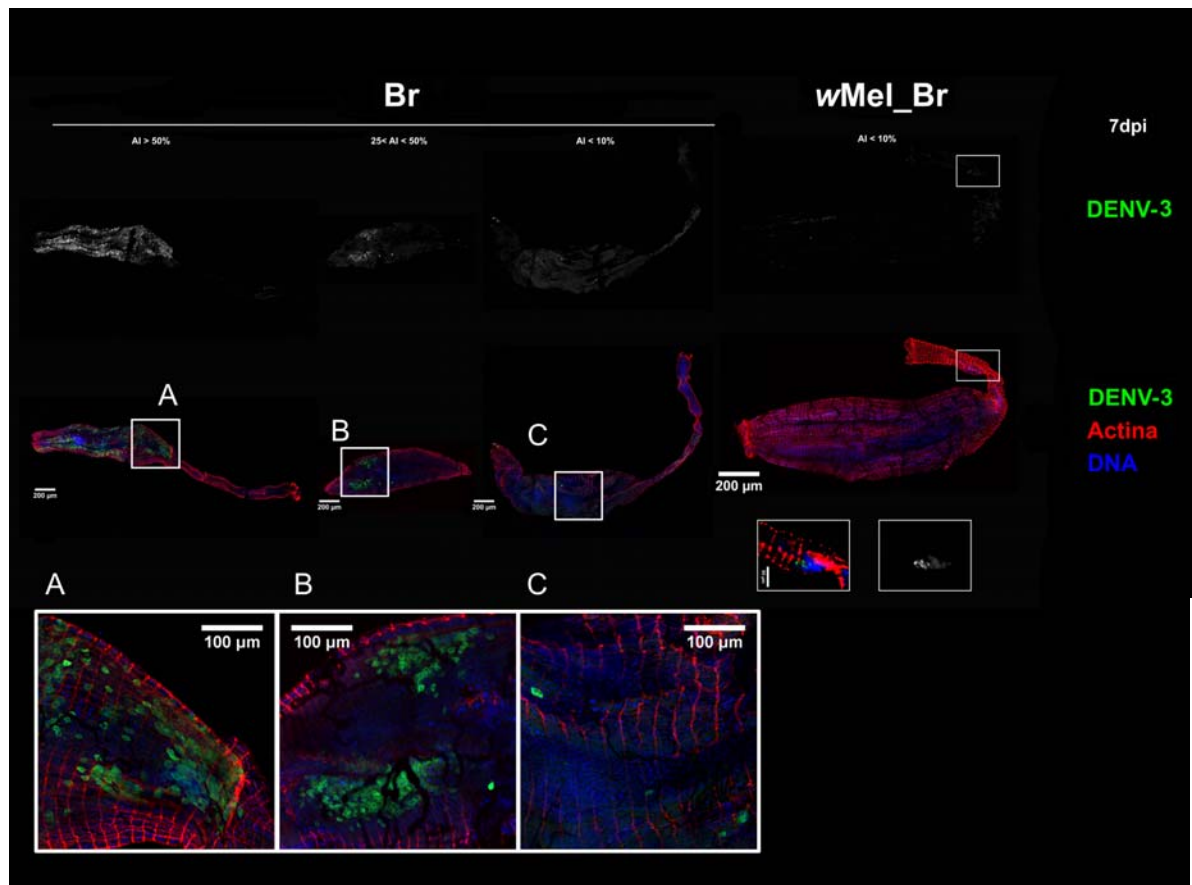 Br
wMel_Br
AI > 50%
25< AI < 50%
AI < 10%
AI < 10%
7dpi
DENV-3
A
B
C
DENV-3
Actina
DNA
200 µm
200 µm
200 µm
200 µm
A
B
C
100 µm
100 µm
100 µm